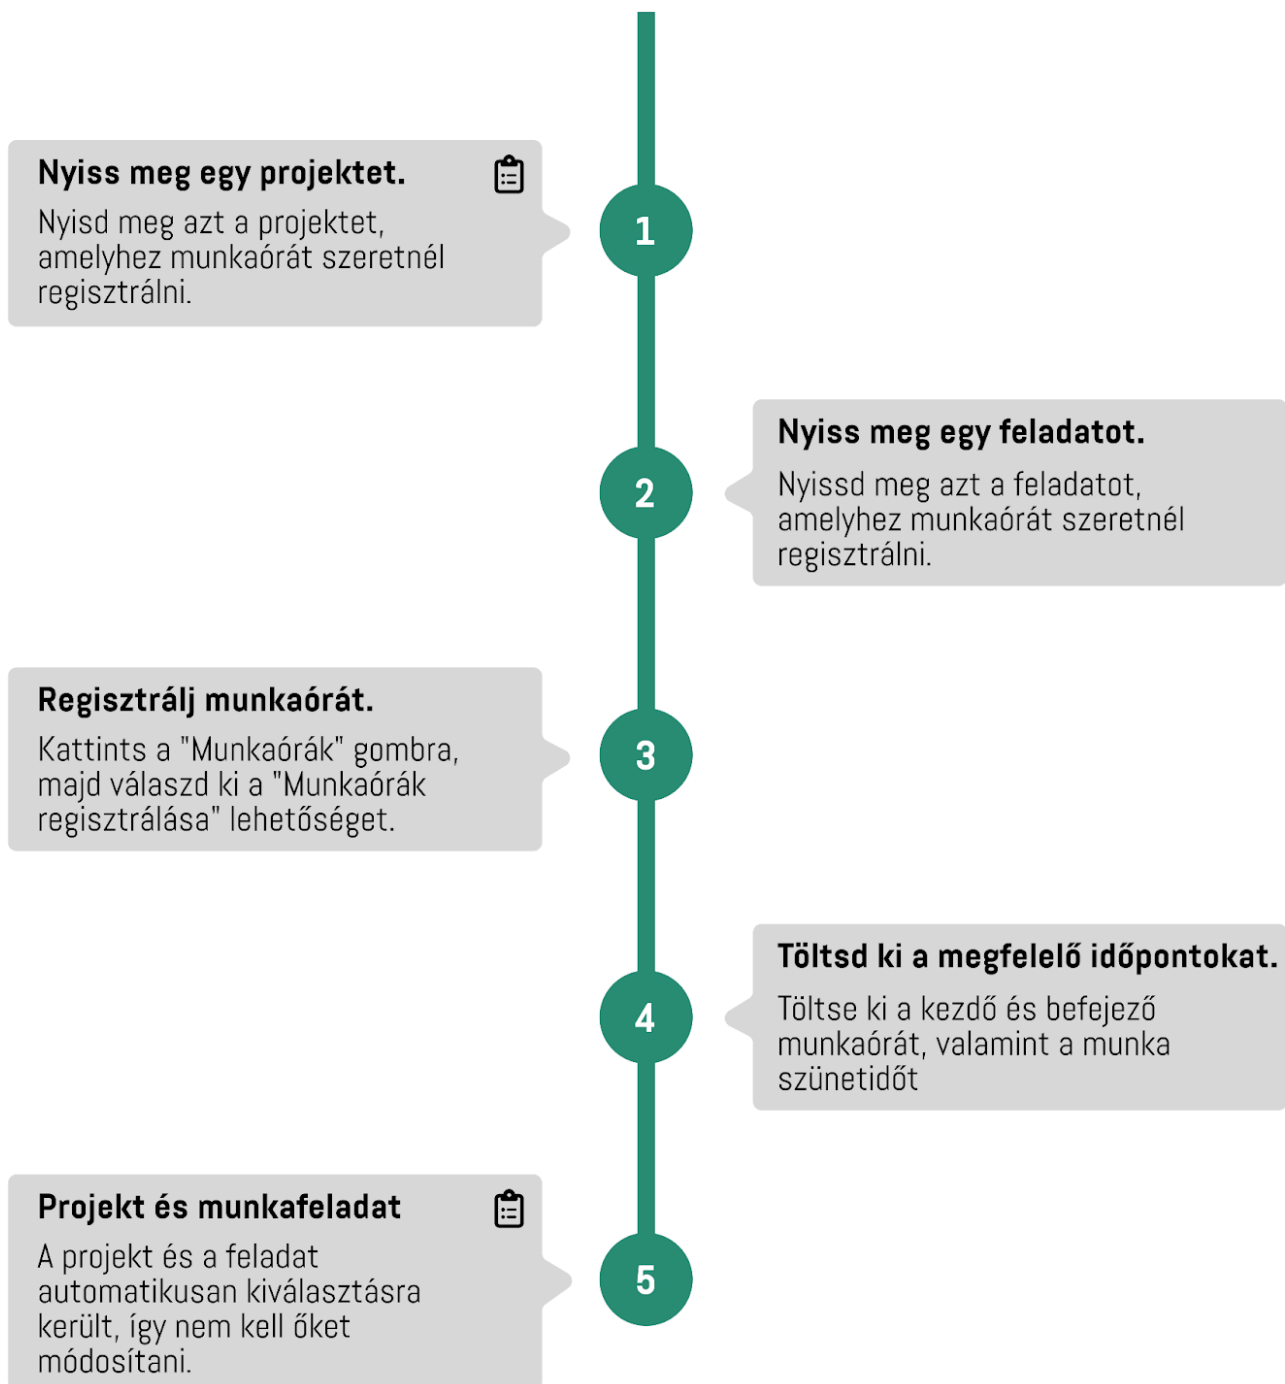 Nyiss meg egy projektet.
Nyisd meg azt a projektet,
amelyhez munkaórát szeretnél
regisztrálni.
1
2
Nyiss meg egy feladatot.
Nyissd meg azt a feladatot,
amelyhez munkaórát szeretnél
regisztrálni.
Regisztrálj munkaórát.
Kattints a "Munkaórák" gombra,
majd válaszd ki a "Munkaórák
regisztrálása" lehetőséget.
3
4
Töltsd ki a megfelelő időpontokat.
Töltse ki a kezdő és befejező
munkaórát, valamint a munka
szünetidőt
Projekt és munkafeladat
A projekt és a feladat
automatikusan kiválasztásra
került, így nem kell őket
módosítani.
5